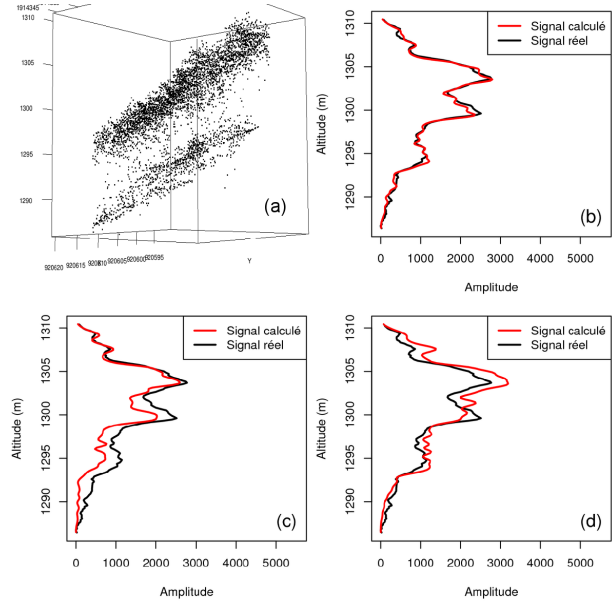 1914345
1310
1305
1300
1295
1290
920620
920615
920605
920600
920595
Y
(a)
Signal calculé
Signal réel
Altitude (m)
1290
1295
1300
1305
1310
(b)
0
1000
2000
3000
4000
5000
Amplitude
Signal calculé
Signal réel
Altitude (m)
1290
1295
1300
1305
1310
(c)
0
1000
2000
3000
4000
5000
Amplitude
Signal calculé
Signal réel
Altitude (m)
1290
1295
1300
1305
1310
(d)
0
1000
2000
3000
4000
5000
Amplitude